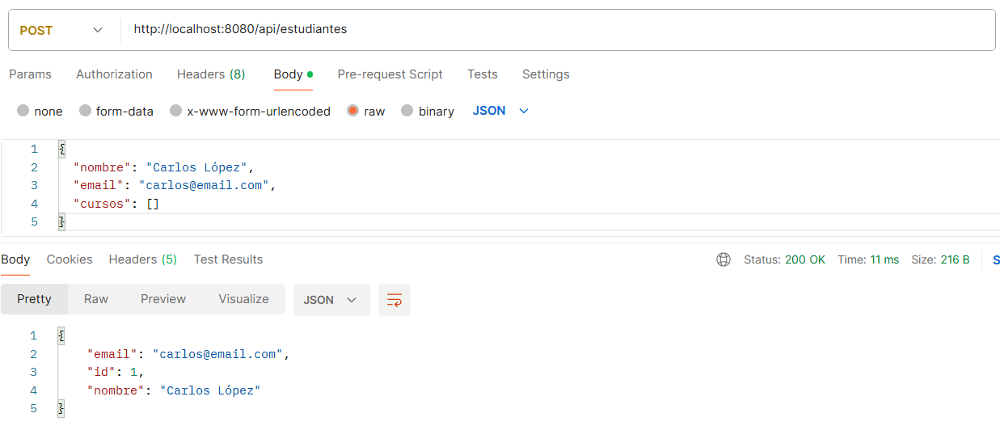 POST http://localhost:8080/api/estudiantes
Params Authorization Headers (8) Body Pre-request Script Tests Settings
none form-data x-www-form-urlencoded raw binary JSON
1 {
2 "nombre": "Carlos López",
3 "email": "carlos@email.com",
4 "cursos": []
5 }
Body Cookies Headers (5) Test Results Status: 200 OK Time: 11 ms Size: 216 B S
Pretty Raw Preview Visualize JSON
1 {
2 "email": "carlos@email.com",
3 "id": 1,
4 "nombre": "Carlos López"
5 }